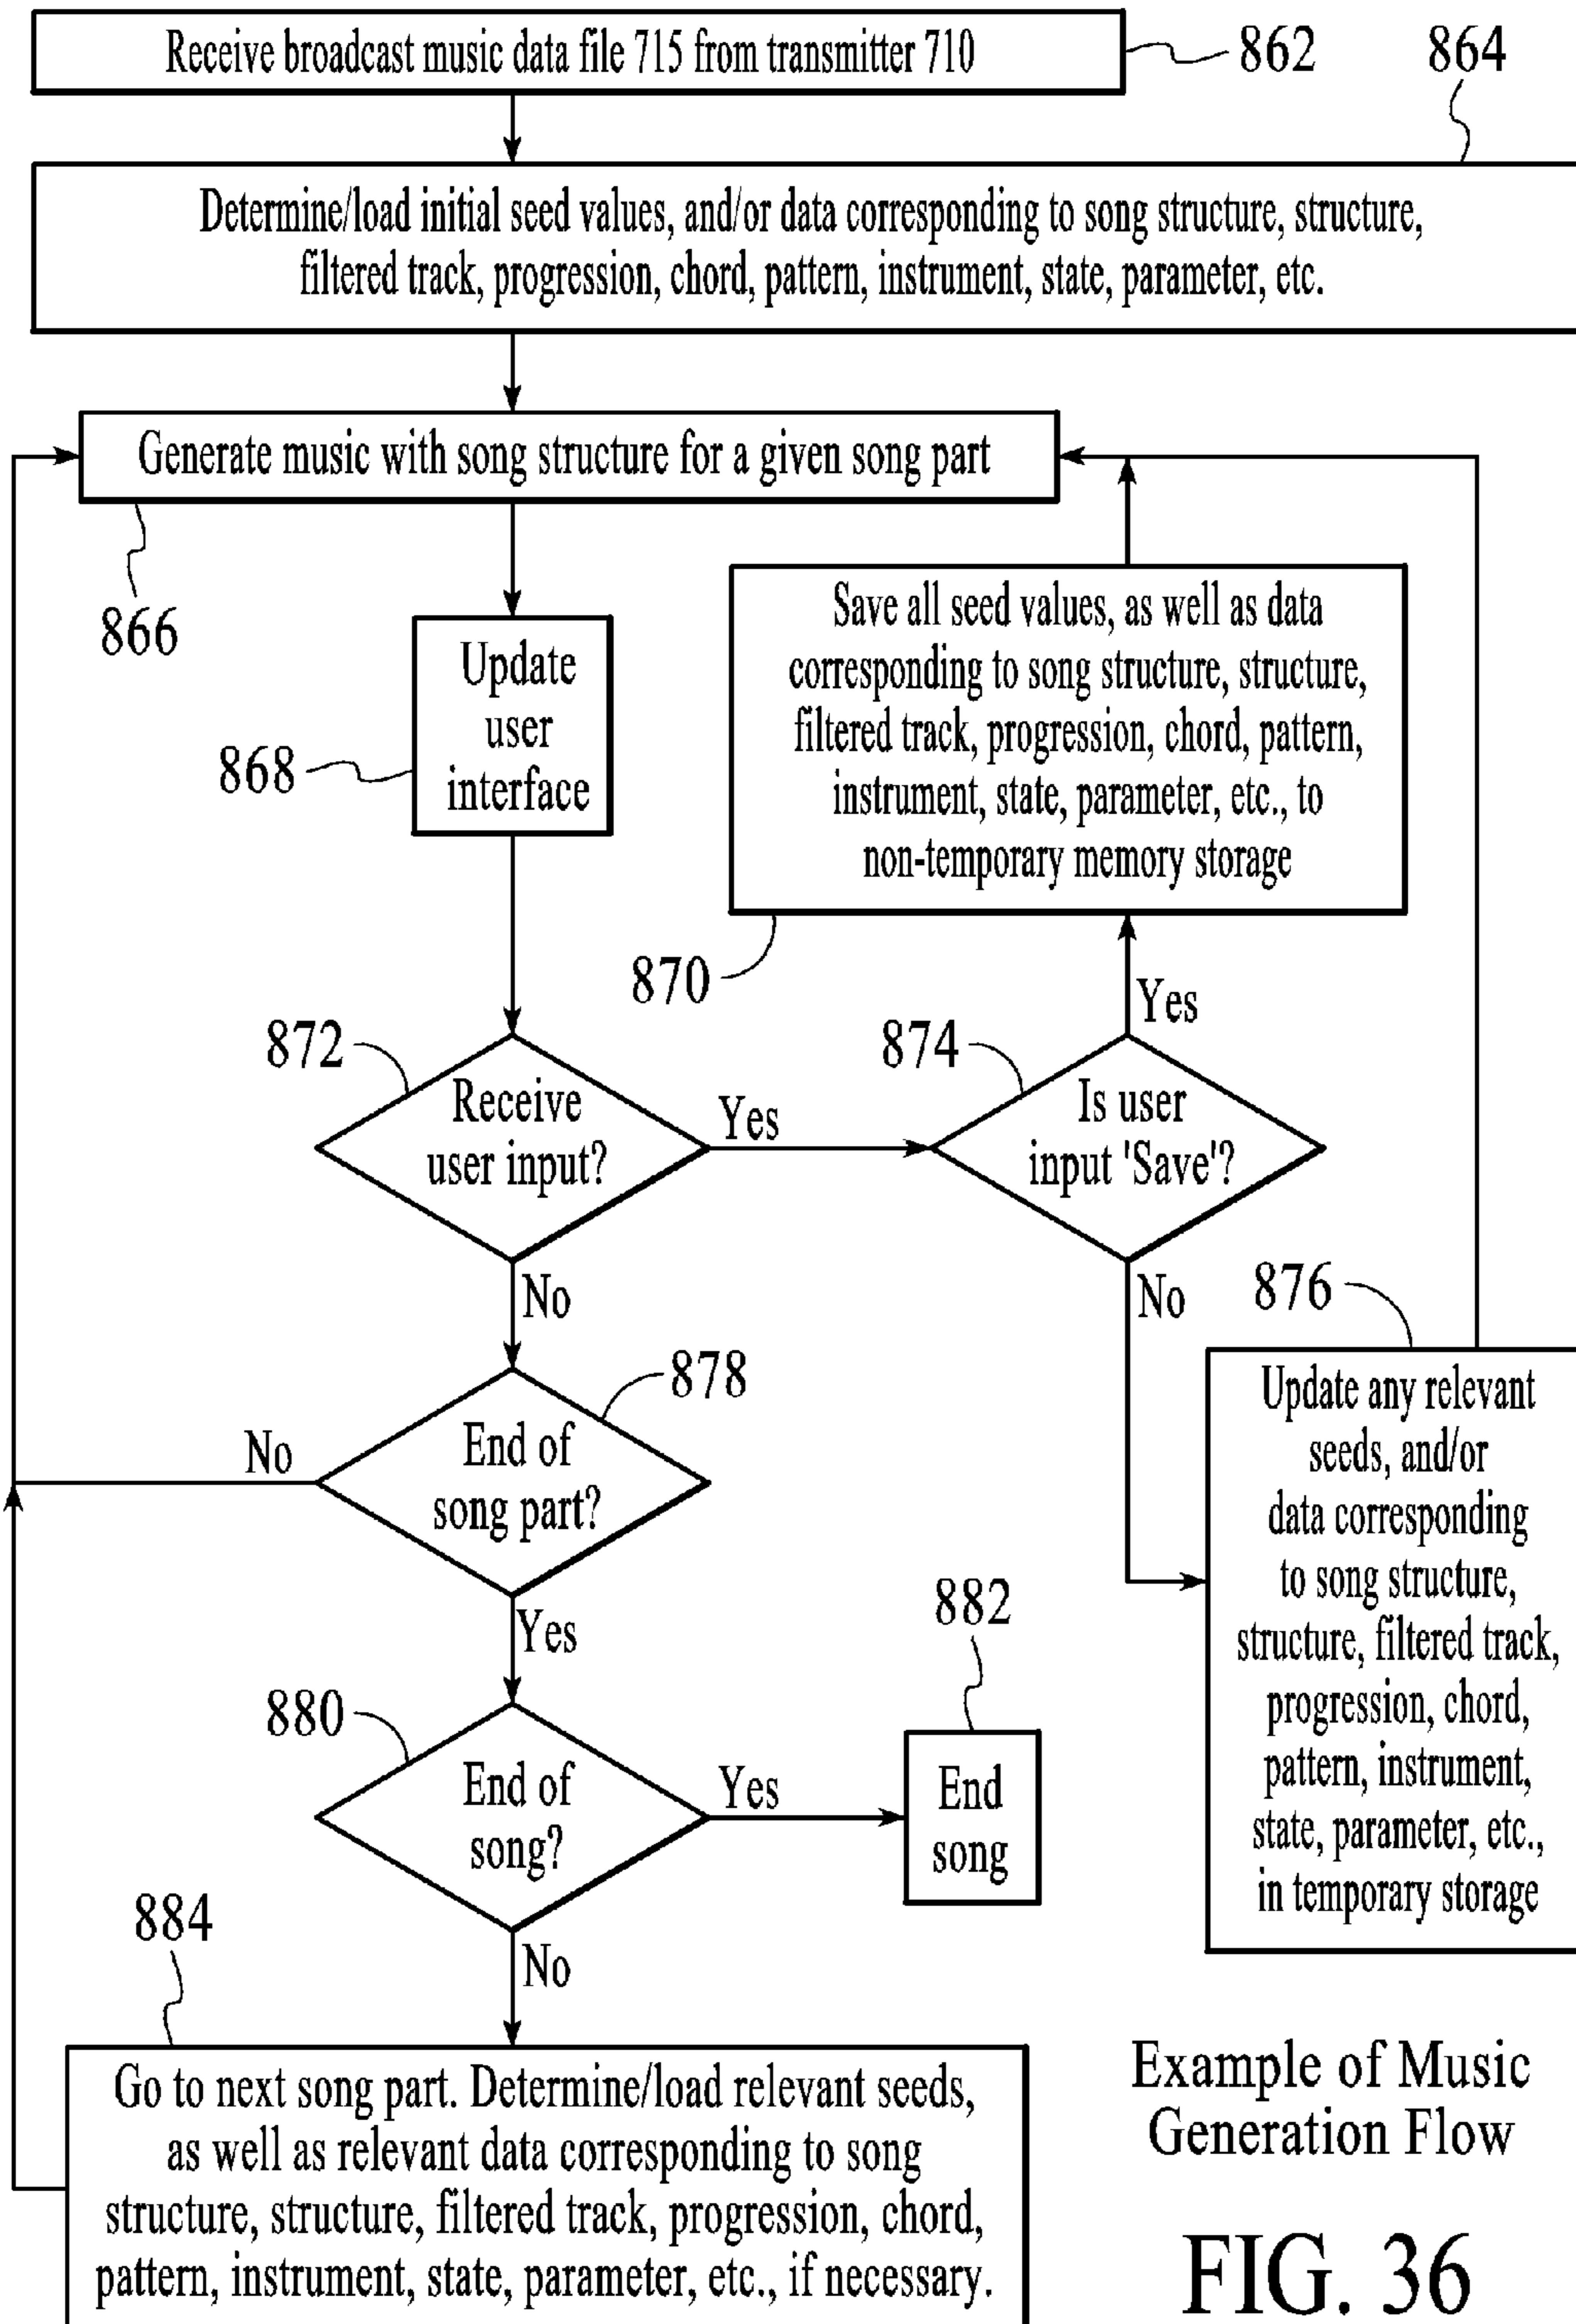 Receive broadcast music data file 715 from transmitter 710
862
864
Determine/load initial seed values, and/or data corresponding to song structure, structure,
filtered track, progression, chord, pattern, instrument, state, parameter, etc.
Generate music with song structure for a given song part
866
Update
user
interface
868
Save all seed values, as well as data
corresponding to song structure, structure,
filtered track, progression, chord, pattern,
instrument, state, parameter, etc., to
non-temporary memory storage
870
Yes
872
Receive
user input?
Yes
874
Is user
input 'Save'?
No
No
876
Update any relevant
seeds, and/or
data corresponding
to song structure,
structure, filtered track,
progression, chord,
pattern, instrument,
state, parameter, etc.,
in temporary storage
878
End of
song part?
No
Yes
880
End of
song?
Yes
882
End
song
No
884
Go to next song part. Determine/load relevant seeds,
as well as relevant data corresponding to song
structure, structure, filtered track, progression, chord,
pattern, instrument, state, parameter, etc., if necessary.
Example of Music
Generation Flow
FIG. 36